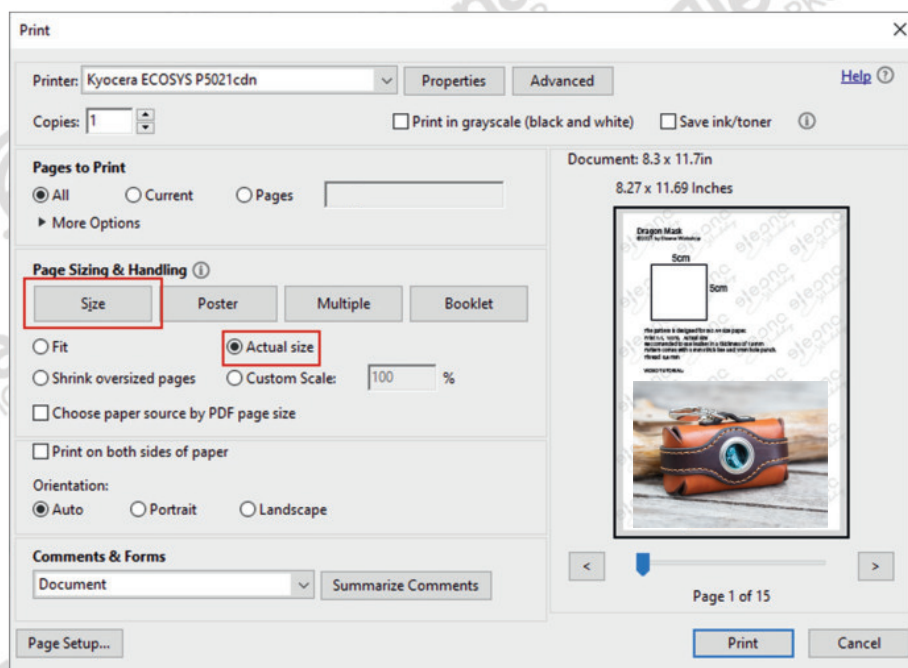 Print
Printer: Kyocera ECOSYS P5021cdn
Properties
Advanced
Help
Copies: 1
Print in grayscale (black and white)
Save ink/toner
Pages to Print
All
Current
Pages
More Options
Page Sizing & Handling
Size
Poster
Multiple
Booklet
Fit
Actual size
Shrink oversized pages
Custom Scale: 100 %
Choose paper source by PDF page size
Print on both sides of paper
Orientation:
Auto
Portrait
Landscape
Comments & Forms
Document
Summarize Comments
Page Setup...
Document: 8.3 x 11.7in
8.27 x 11.69 Inches
Dragon Mask
5cm
5cm
VIDEO TUTORIAL:
<
>
Page 1 of 15
Print
Cancel